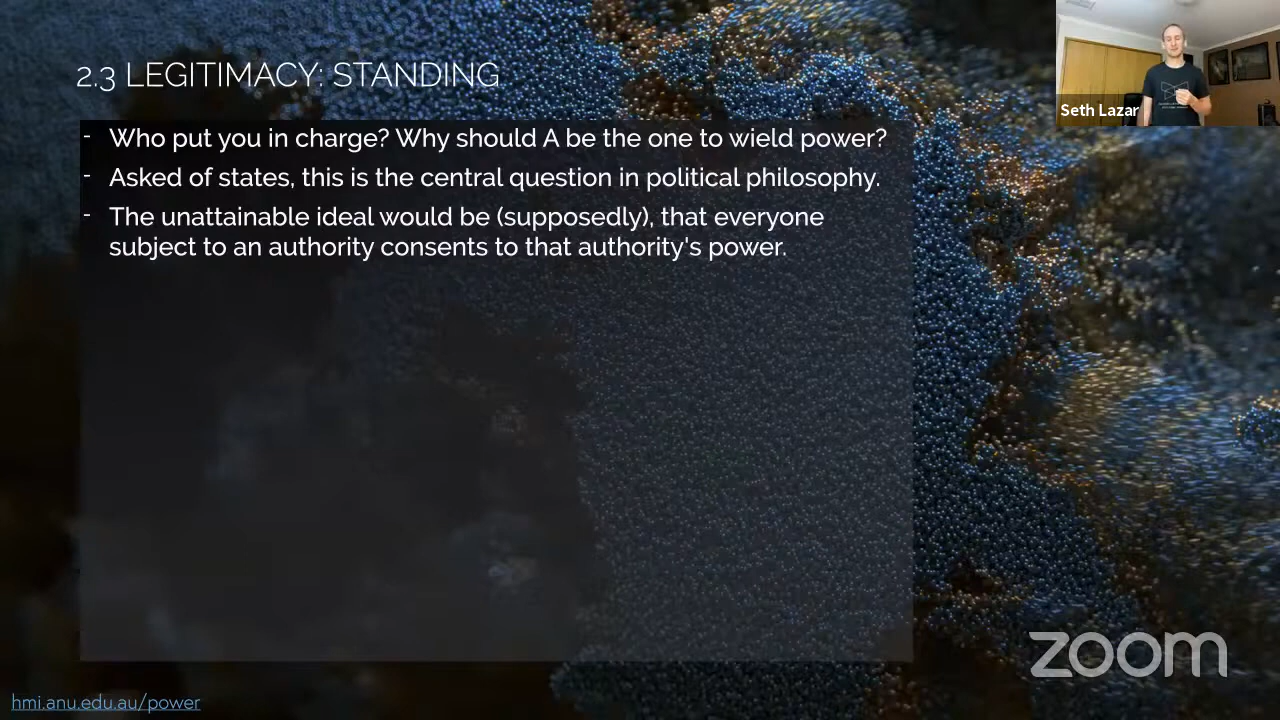 2.3 LEGITIMACY: STANDING
Seth Lazar
- Who put you in charge? Why should A be the one to wield power?
- Asked of states, this is the central question in political philosophy.
- The unattainable ideal would be (supposedly), that everyone
subject to an authority consents to that authority's power.
zoom
hmi.anu.edu.au/power